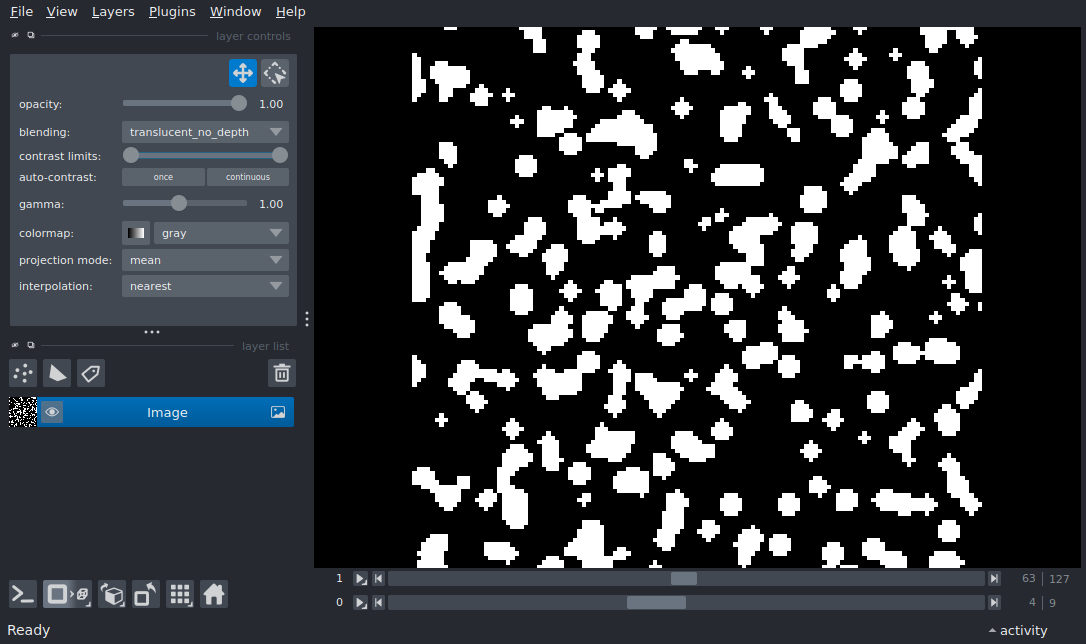 File View Layers Plugins Window Help
layer controls
opacity: 1.00
blending: translucent_no_depth
contrast limits:
auto-contrast: once continuous
gamma: 1.00
colormap: gray
projection mode: mean
interpolation: nearest
layer list
Image
1 63 127
0 4 9
Ready activity